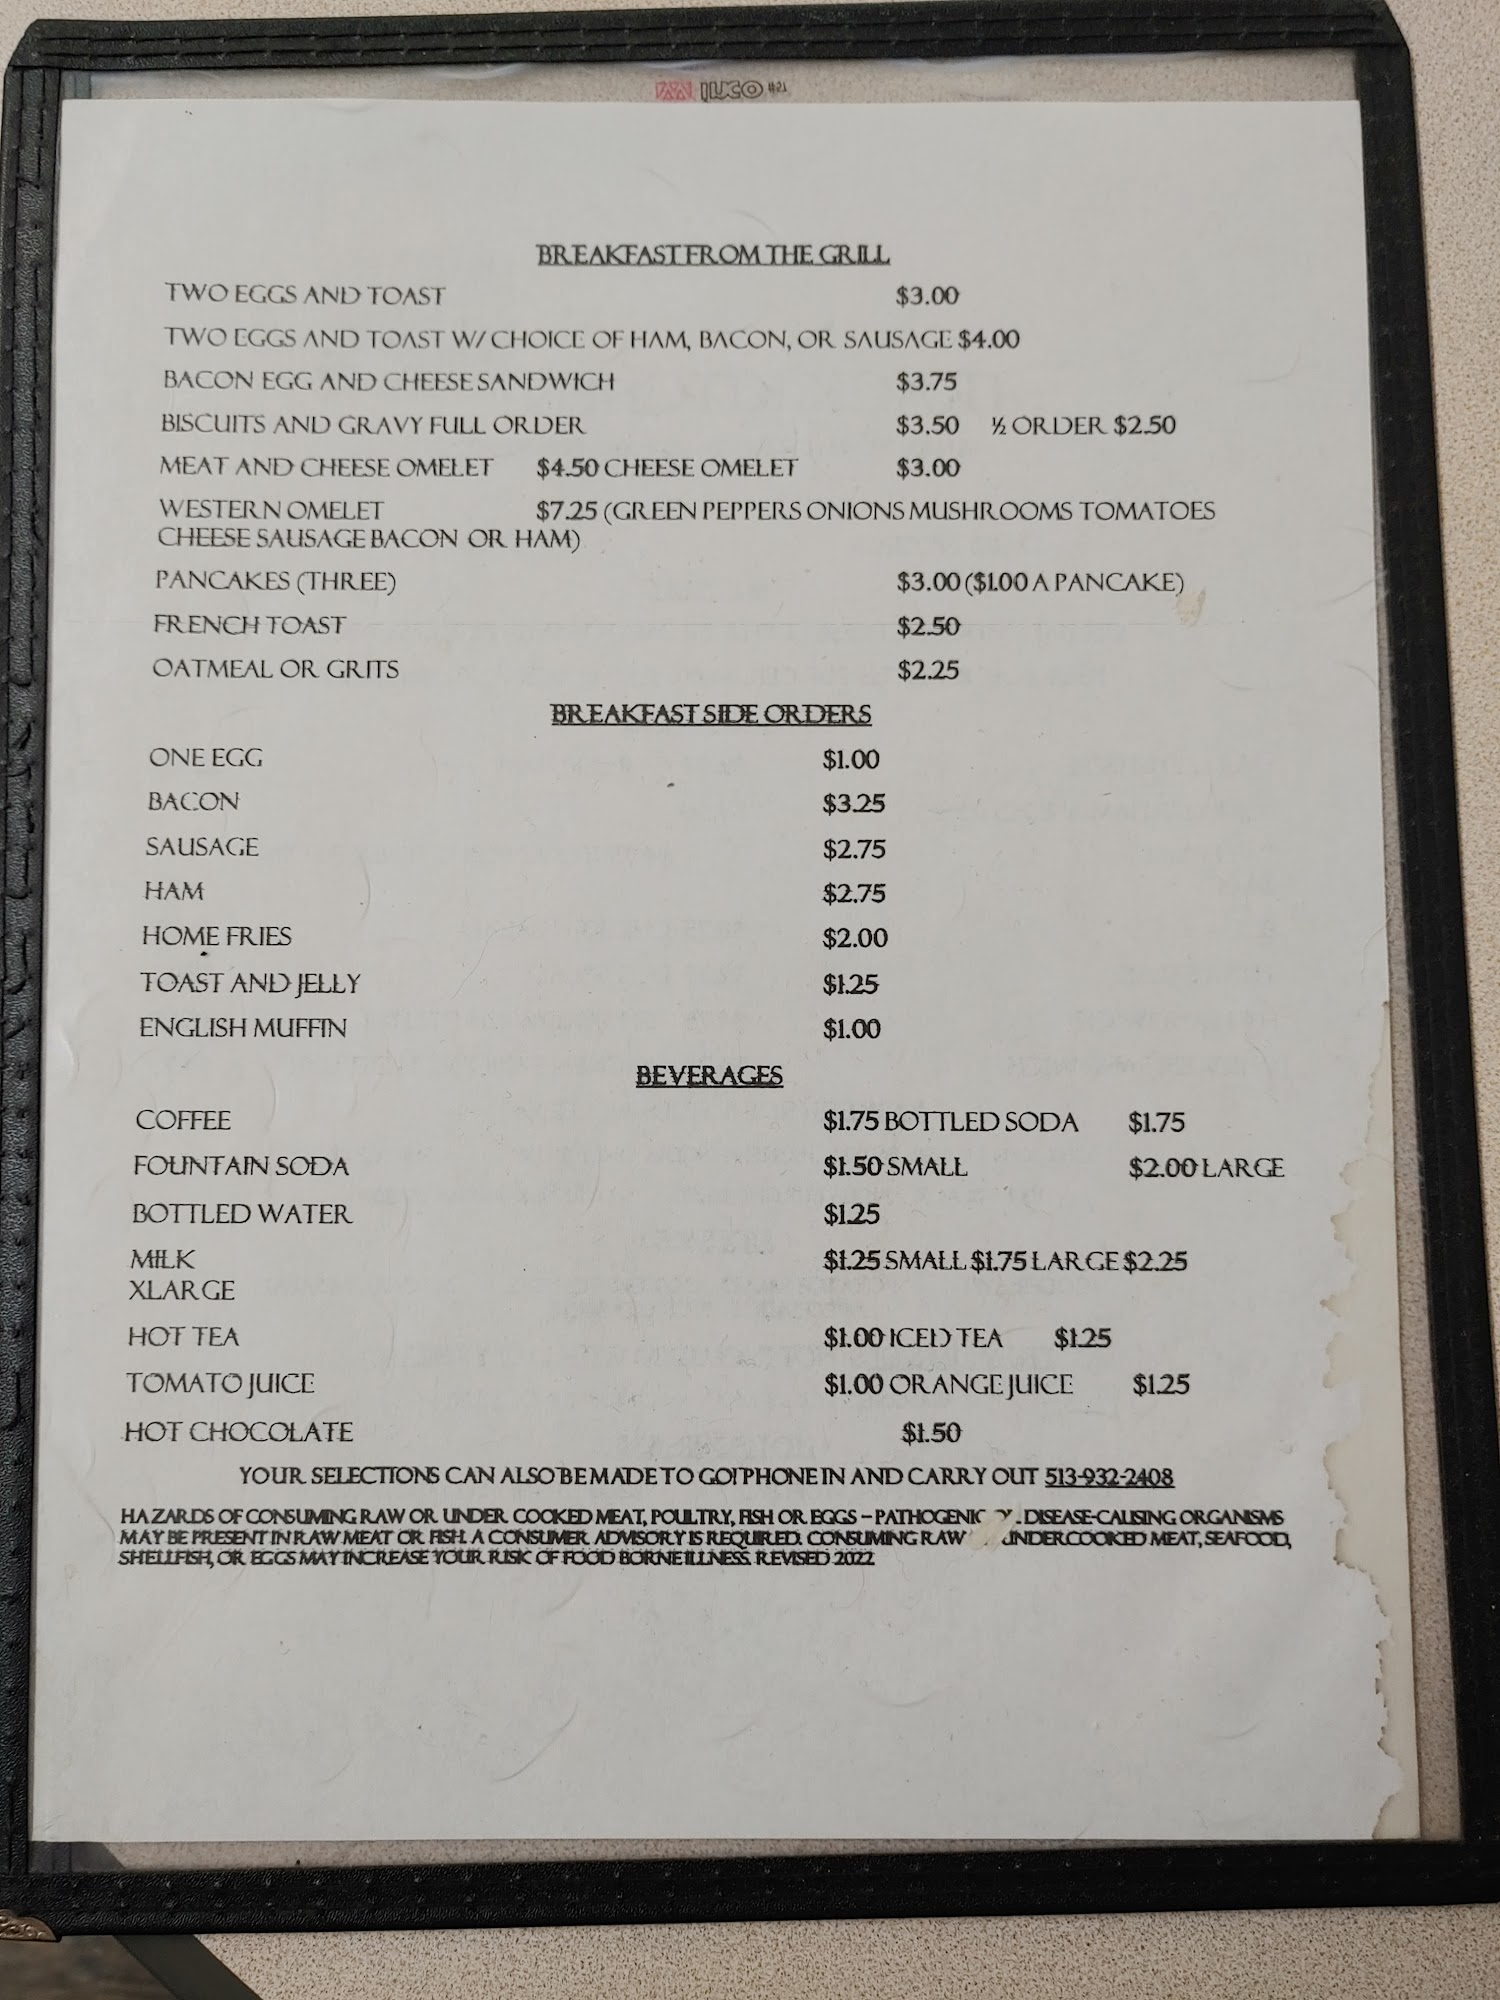 ILICO #21
BREAKFAST FROM THE GRILL
TWO EGGS AND TOAST $3.00
TWO EGGS AND TOAST W/ CHOICE OF HAM, BACON, OR SAUSAGE $4.00
BACON EGG AND CHEESE SANDWICH $3.75
BISCUITS AND GRAVY FULL ORDER $3.50 ½ ORDER $2.50
MEAT AND CHEESE OMELET $4.50 CHEESE OMELET $3.00
WESTERN OMELET $7.25 (GREEN PEPPERS ONIONS MUSHROOMS TOMATOES
CHEESE SAUSAGE BACON OR HAM)
PANCAKES (THREE) $3.00 ($1.00 A PANCAKE)
FRENCH TOAST $2.50
OATMEAL OR GRITS $2.25
BREAKFAST SIDE ORDERS
ONE EGG $1.00
BACON $3.25
SAUSAGE $2.75
HAM $2.75
HOME FRIES $2.00
TOAST AND JELLY $1.25
ENGLISH MUFFIN $1.00
BEVERAGES
COFFEE $1.75 BOTTLED SODA $1.75
FOUNTAIN SODA $1.50 SMALL $2.00 LARGE
BOTTLED WATER $1.25
MILK $1.25 SMALL $1.75 LARGE $2.25
XLARGE
HOT TEA $1.00 ICED TEA $1.25
TOMATO JUICE $1.00 ORANGE JUICE $1.25
HOT CHOCOLATE $1.50
YOUR SELECTIONS CAN ALSO BE MADE TO GO! PHONE IN AND CARRY OUT 513-932-2408
HAZARDS OF CONSUMING RAW OR UNDER COOKED MEAT, POULTRY, FISH OR EGGS – PATHOGENIC DISEASE-CAUSING ORGANISMS
MAY BE PRESENT IN RAW MEAT OR FISH. A CONSUMER ADVISORY IS REQUIRED. CONSUMING RAW UNDERCOOKED MEAT, SEAFOOD,
SHELLFISH, OR EGGS MAY INCREASE YOUR RISK OF FOOD BORNE ILLNESS. REVISED 2022